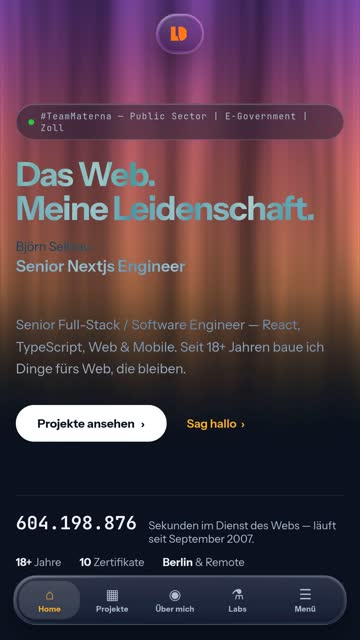 LD
#TeamMaterna — Public Sector | E-Government |
Zoll
Das Web.
Meine Leidenschaft.
Björn
Senior Nextjs Engineer
Senior Full-Stack / Software Engineer — React,
TypeScript, Web & Mobile. Seit 18+ Jahren baue ich
Dinge fürs Web, die bleiben.
Projekte ansehen ›
Sag hallo ›
604.198.876 Sekunden im Dienst des Webs — läuft
seit September 2007.
18+ Jahre 10 Zertifikate Berlin & Remote
Home Projekte Über mich Labs Menü